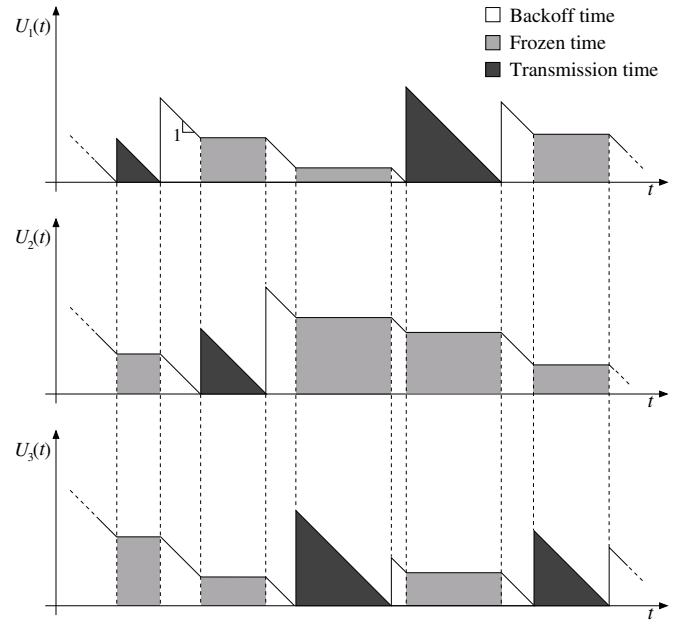 U1(t)
Backoff time
Frozen time
Transmission time
1
t
U2(t)
t
U3(t)
t